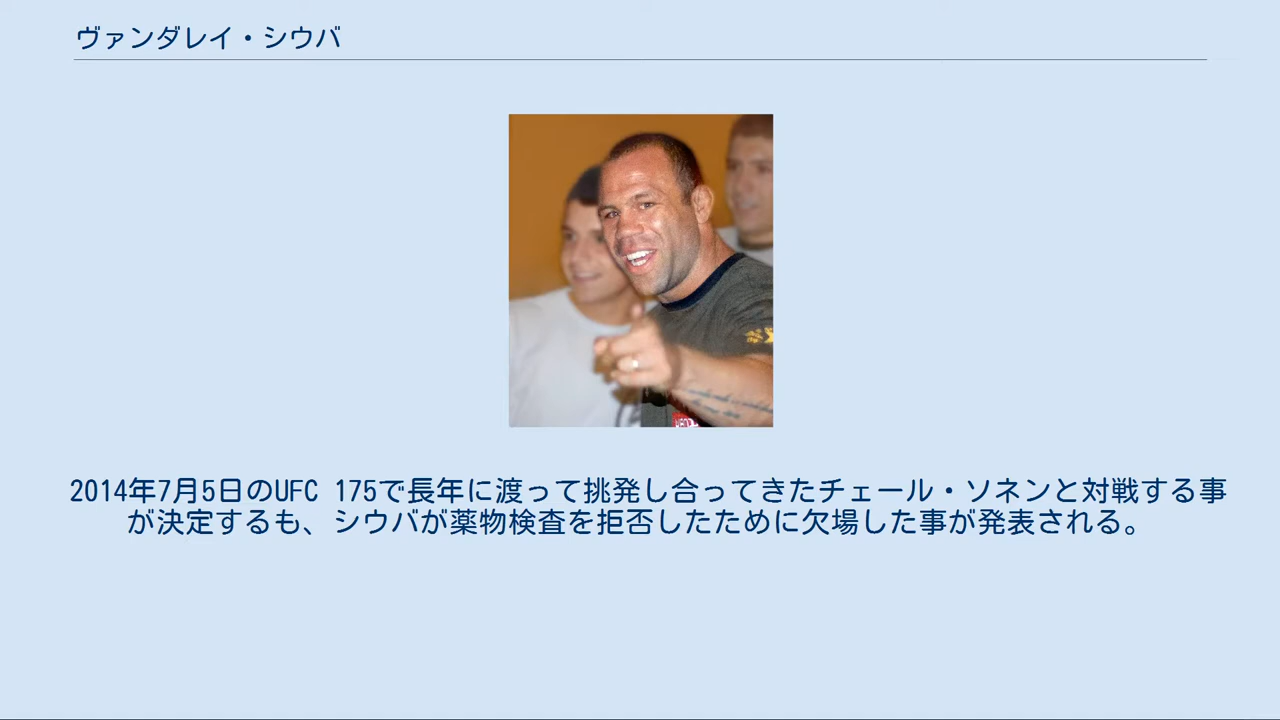 ヴァンダレイ・シウバ
2014年7月5日のUFC 175で長年に渡って挑発し合ってきたチェール・ソネンと対戦する事
が決定するも、シウバが薬物検査を拒否したために欠場した事が発表される。